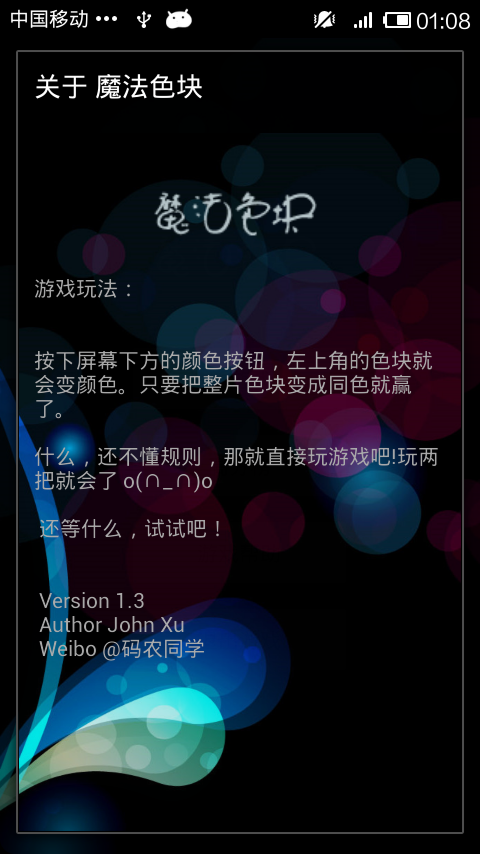 中国移动 ••• 01:08
关于 魔法色块
魔法色块
游戏玩法：
按下屏幕下方的颜色按钮，左上角的色块就
会变颜色。只要把整片色块变成同色就赢
了。
什么，还不懂规则，那就直接玩游戏吧!玩两
把就会了 o(∩_∩)o
还等什么，试试吧！
Version 1.3
Author John Xu
Weibo @码农同学